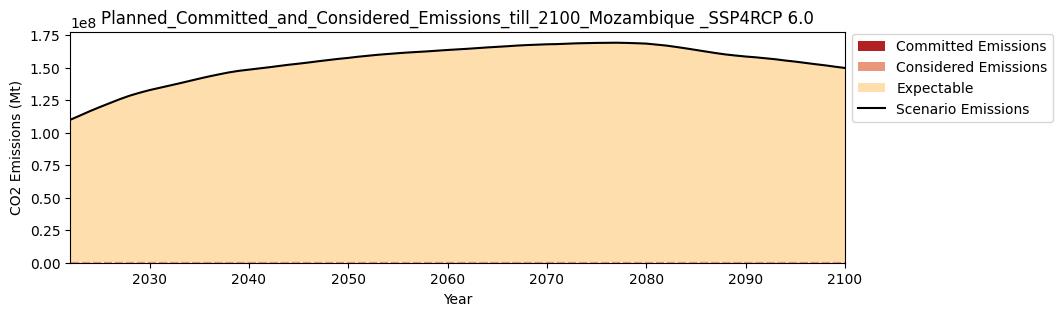 Planned_Committed_and_Considered_Emissions_till_2100_Mozambique _SSP4RCP 6.0
1e8
1.75
1.50
1.25
1.00
0.75
0.50
0.25
0.00
CO2 Emissions (Mt)
2030 2040 2050 2060 2070 2080 2090 2100
Year
Committed Emissions
Considered Emissions
Expectable
Scenario Emissions